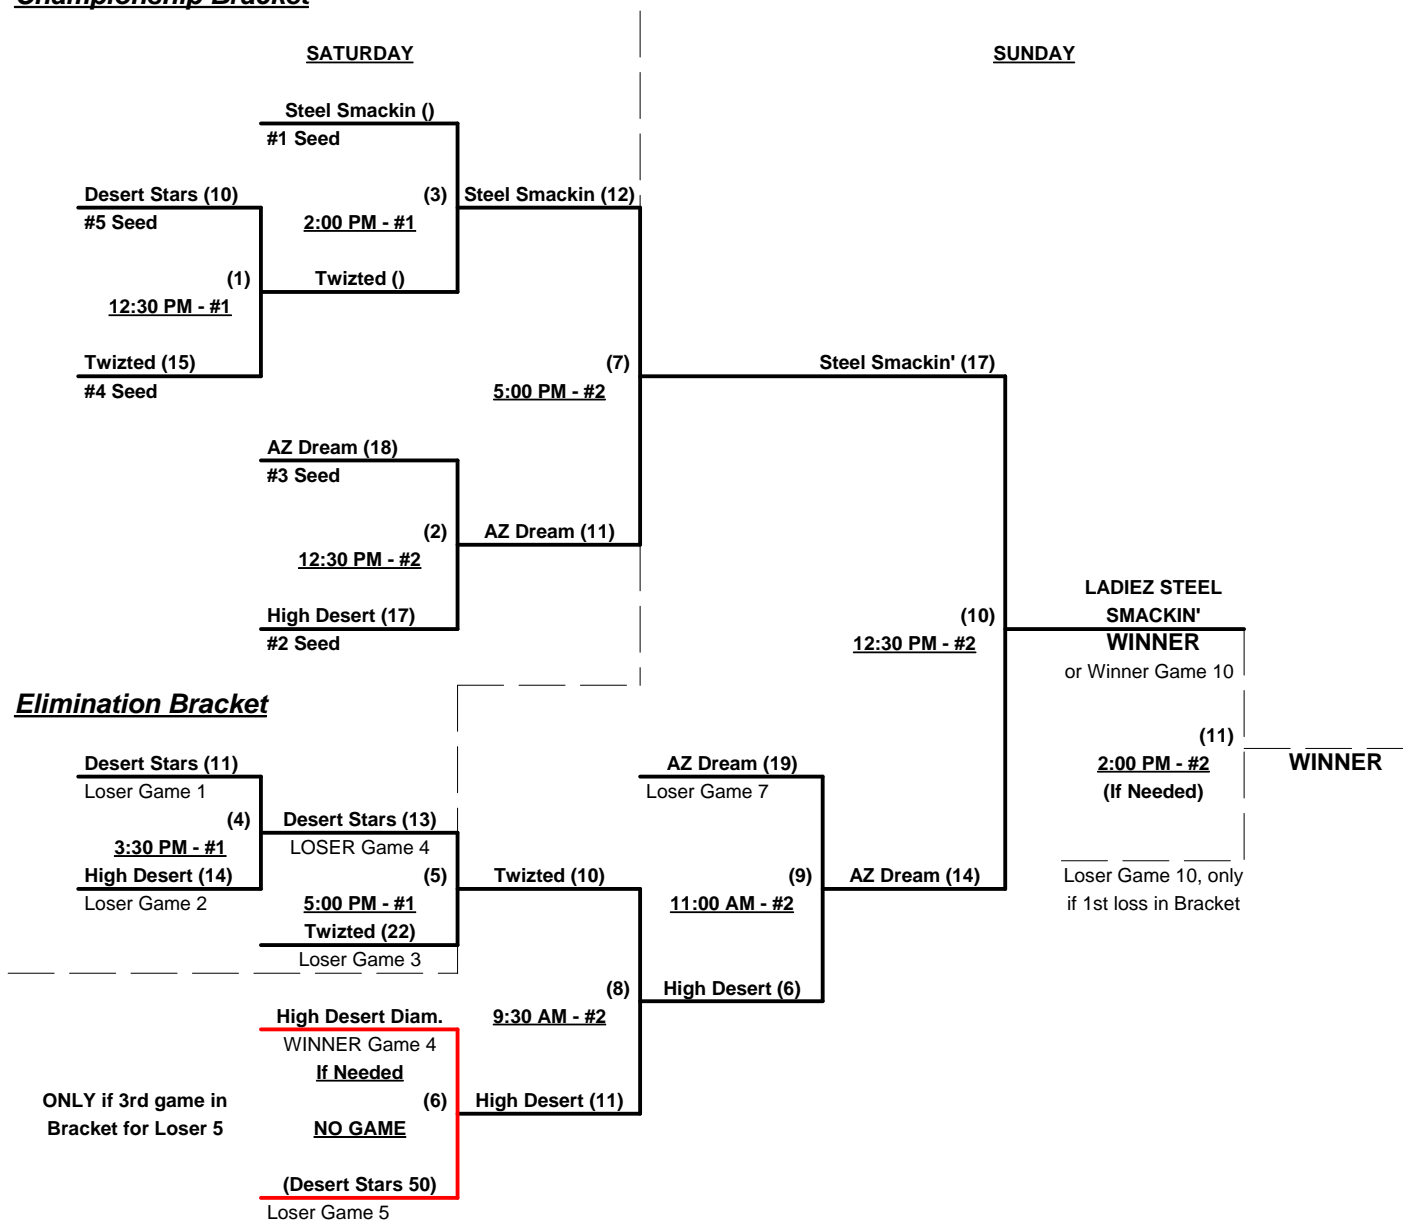 Championship Bracket
SATURDAY
SUNDAY
Steel Smackin ()
#1 Seed
Desert Stars (10)
(3)
Steel Smackin (12)
#5 Seed
2:00 PM - #1
(1)
Twizted ()
12:30 PM - #1
Twizted (15)
(7)
Steel Smackin' (17)
#4 Seed
5:00 PM - #2
AZ Dream (18)
#3 Seed
(2)
AZ Dream (11)
12:30 PM - #2
LADIEZ STEEL
SMACKIN'
High Desert (17)
(10)
#2 Seed
12:30 PM - #2
WINNER
or Winner Game 10
Elimination Bracket
(11)
Desert Stars (11)
AZ Dream (19)
2:00 PM - #2
WINNER
Loser Game 1
Loser Game 7
(If Needed)
(4)
Desert Stars (13)
3:30 PM - #1
LOSER Game 4
High Desert (14)
(5)
Twizted (10)
(9)
AZ Dream (14)
Loser Game 10, only
Loser Game 2
5:00 PM - #1
11:00 AM - #2
if 1st loss in Bracket
Twizted (22)
Loser Game 3
(8)
High Desert (6)
High Desert Diam.
9:30 AM - #2
WINNER Game 4
If Needed
ONLY if 3rd game in
(6)
High Desert (11)
Bracket for Loser 5
NO GAME
(Desert Stars 50)
Loser Game 5